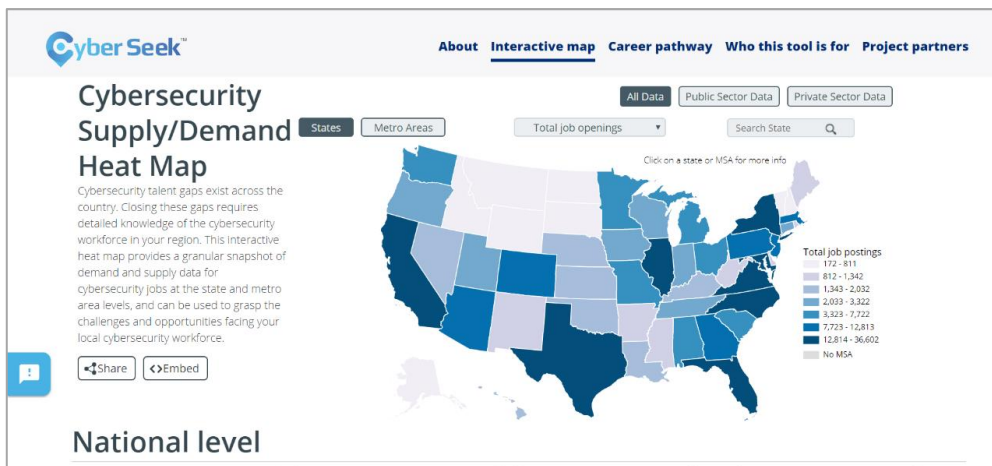 Cyber Seek™
About Interactive map Career pathway Who this tool is for Project partners
Cybersecurity
Supply/Demand
Heat Map
All Data Public Sector Data Private Sector Data
States Metro Areas Total job openings Search State
Click on a state or MSA for more info
Cybersecurity talent gaps exist across the
country. Closing these gaps requires
detailed knowledge of the cybersecurity
workforce in your region. This interactive
heat map provides a granular snapshot of
demand and supply data for
cybersecurity jobs at the state and metro
area levels, and can be used to grasp the
challenges and opportunities facing your
local cybersecurity workforce.
Total job postings
172 - 811
812 - 1,342
1,343 - 2,032
2,033 - 3,322
3,323 - 7,722
7,723 - 12,813
12,814 - 36,602
No MSA
Share <>Embed
National level